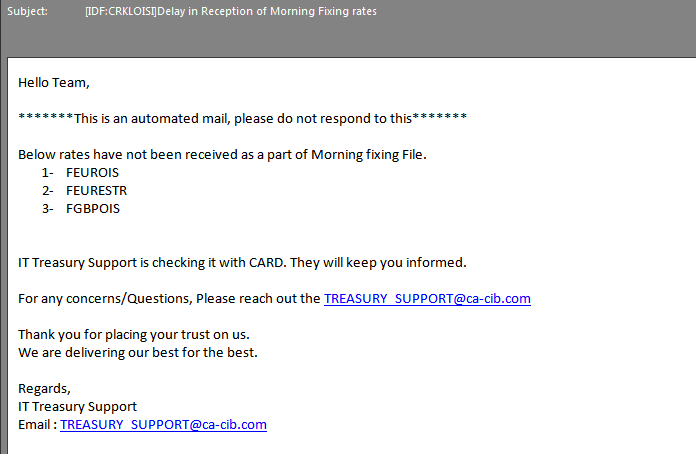 Subject: [IDF:CRKLOISI]Delay in Reception of Morning Fixing rates
Hello Team,
*******This is an automated mail, please do not respond to this*******
Below rates have not been received as a part of Morning fixing File.
1- FEUROIS
2- FEURESTR
3- FGBPOIS
IT Treasury Support is checking it with CARD. They will keep you informed.
For any concerns/Questions, Please reach out the TREASURY_SUPPORT@ca-cib.com
Thank you for placing your trust on us.
We are delivering our best for the best.
Regards,
IT Treasury Support
Email : TREASURY_SUPPORT@ca-cib.com